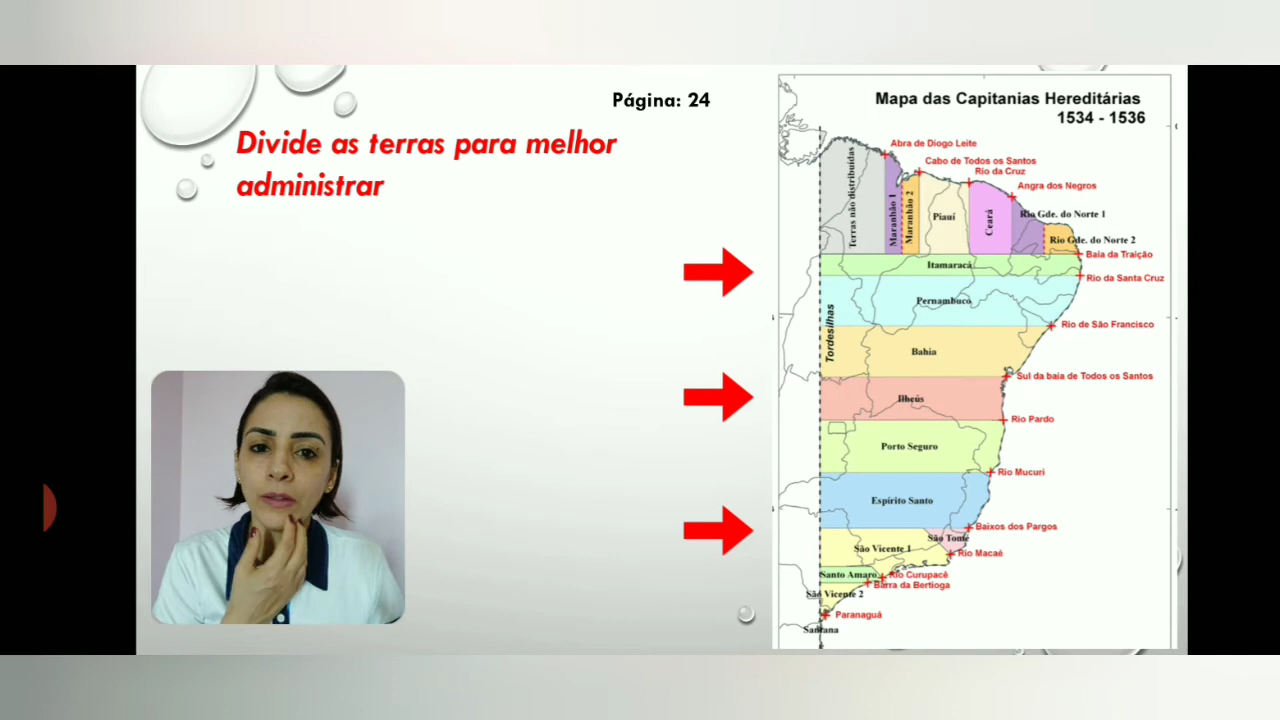 Página: 24
Divide as terras para melhor
administrar
Mapa das Capitanias Hereditárias
1534 - 1536
Abra de Diogo Leite
Cabo de Todos os Santos
Rio da Cruz
Angra dos Negros
Terras não distribuídas
Maranhão 1
Maranhão 2
Piauí
Ceará
Rio Gde. do Norte 1
Rio Gde. do Norte 2
Baia da Traição
Itamaracá
Rio da Santa Cruz
Pernambuco
Tordesilhas
Rio de São Francisco
Bahia
Sul da baia de Todos os Santos
Ilhéus
Rio Pardo
Porto Seguro
Rio Mucuri
Espírito Santo
Baixos dos Pargos
São Tomé
São Vicente 1
Rio Macaé
Santo Amaro
Rio Curupacê
Barra da Bertioga
São Vicente 2
Paranaguá
Santana